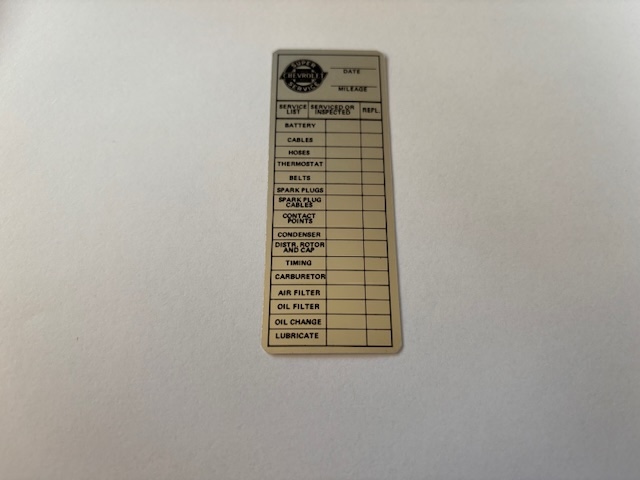 SUPER
CHEVROLET
SERVICE
DATE
MILEAGE
SERVICE LIST
SERVICED OR INSPECTED
REPL.
BATTERY
CABLES
HOSES
THERMOSTAT
BELTS
SPARK PLUGS
SPARK PLUG
CABLES
CONTACT
POINTS
CONDENSER
DISTR. ROTOR
AND CAP
TIMING
CARBURETOR
AIR FILTER
OIL FILTER
OIL CHANGE
LUBRICATE